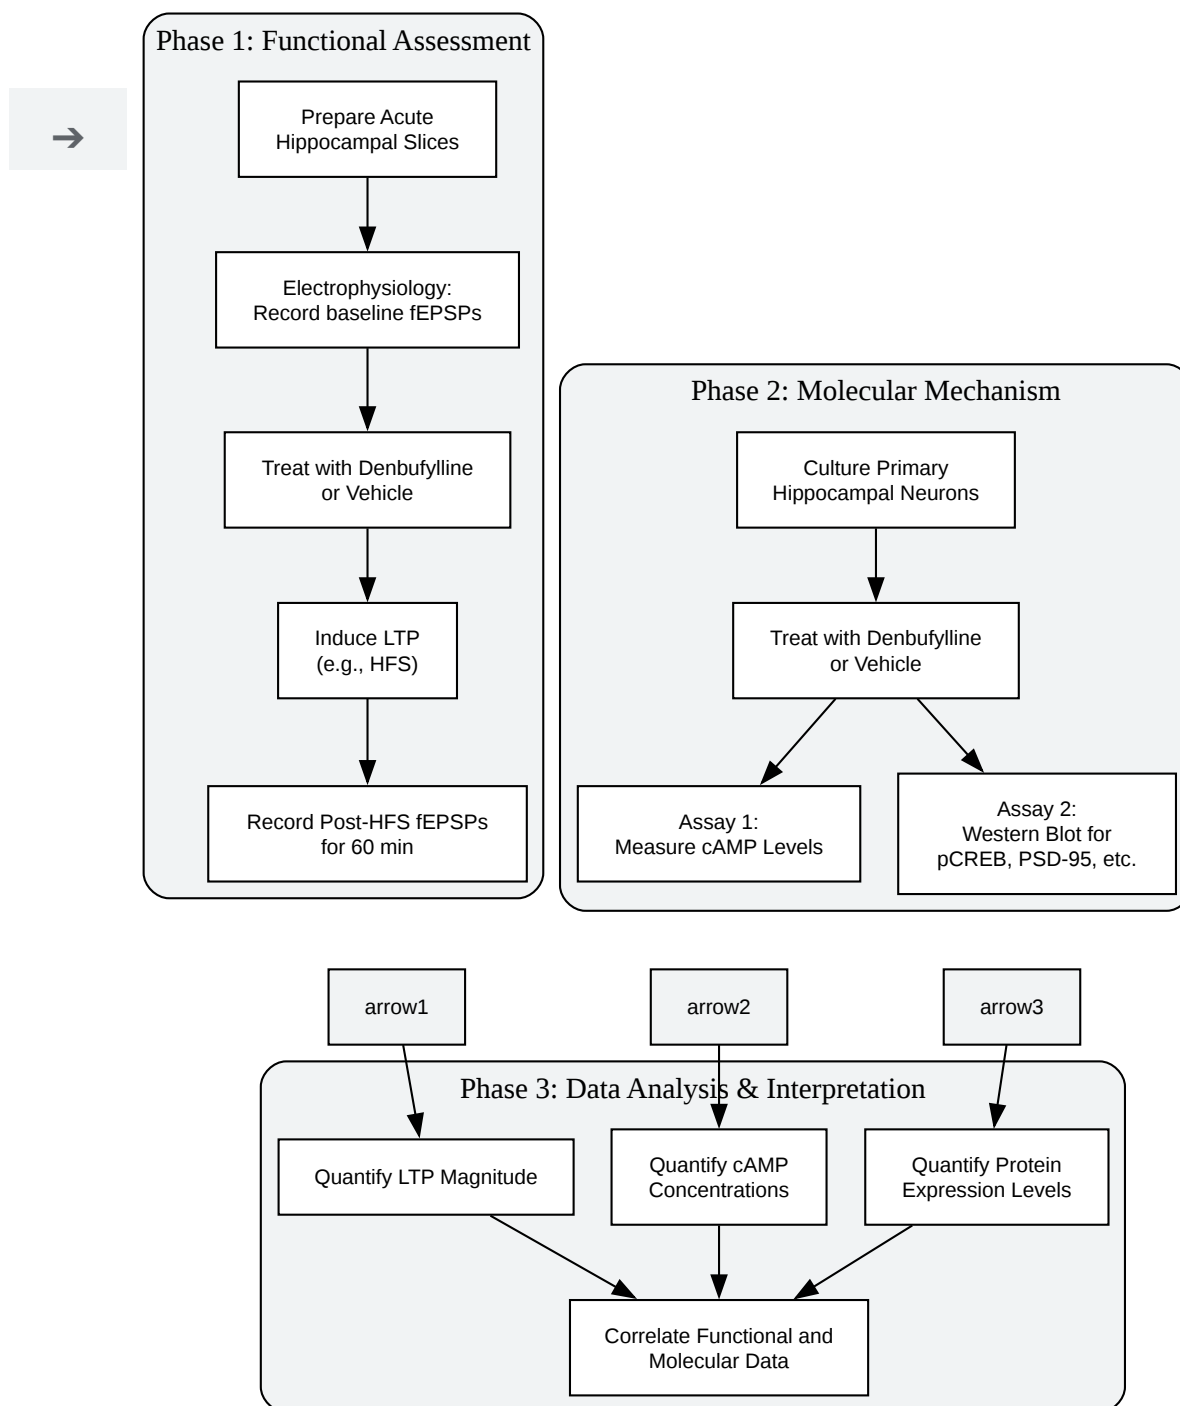 Phase 1: Functional Assessment
Prepare Acute
Hippocampal Slices
Electrophysiology:
Record baseline fEPSPs
Treat with Denbufylline
or Vehicle
Induce LTP
(e.g., HFS)
Record Post-HFS fEPSPs
for 60 min
Phase 2: Molecular Mechanism
Culture Primary
Hippocampal Neurons
Treat with Denbufylline
or Vehicle
Assay 1:
Measure cAMP Levels
Assay 2:
Western Blot for
pCREB, PSD-95, etc.
arrow1
arrow2
arrow3
Phase 3: Data Analysis & Interpretation
Quantify LTP Magnitude
Quantify cAMP
Concentrations
Quantify Protein
Expression Levels
Correlate Functional and
Molecular Data